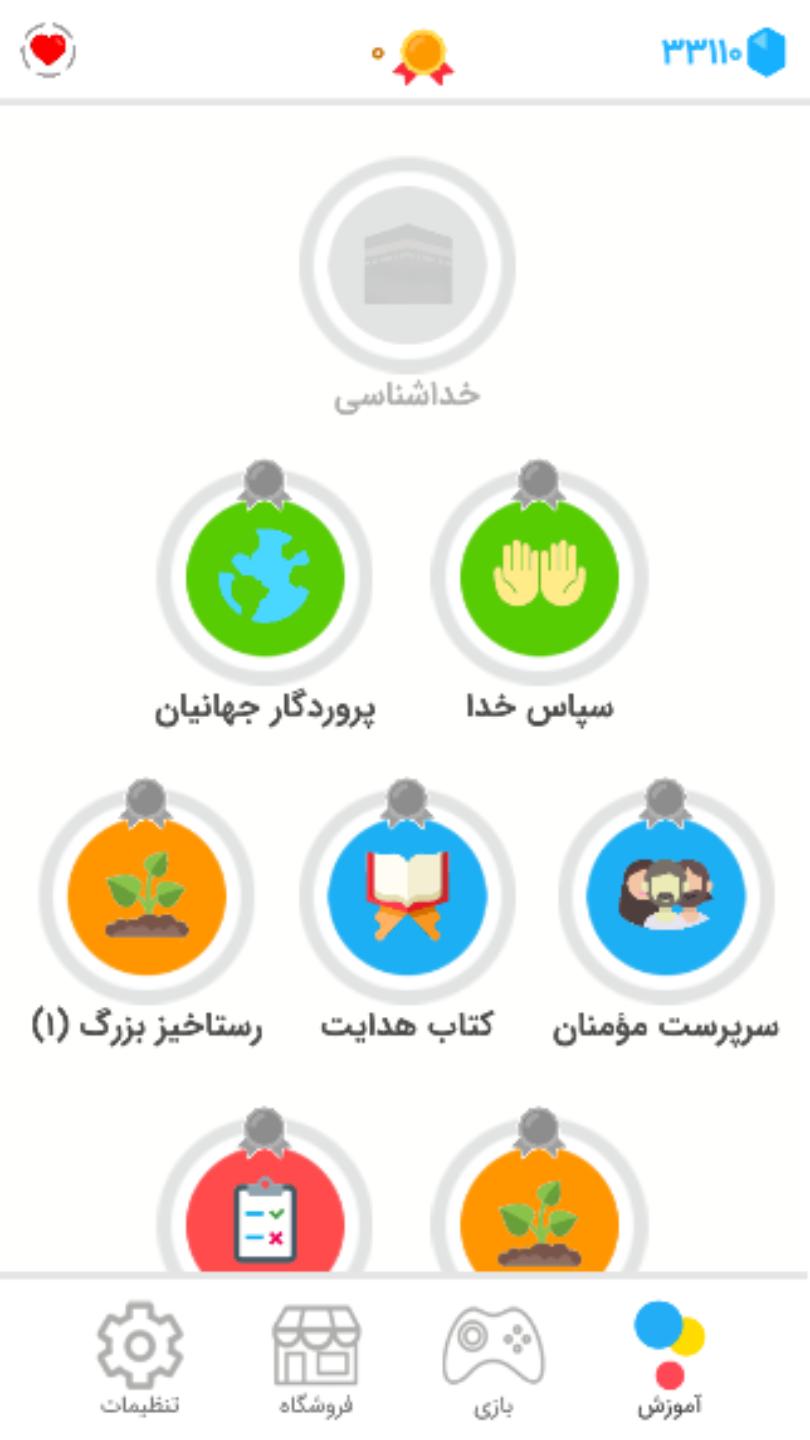 ۳۳۱۱۰
۰
خداشناسی
سپاس خدا
پروردگار جهانیان
سرپرست مؤمنان
کتاب هدایت
رستاخیز بزرگ (۱)
آموزش
بازی
فروشگاه
تنظیمات